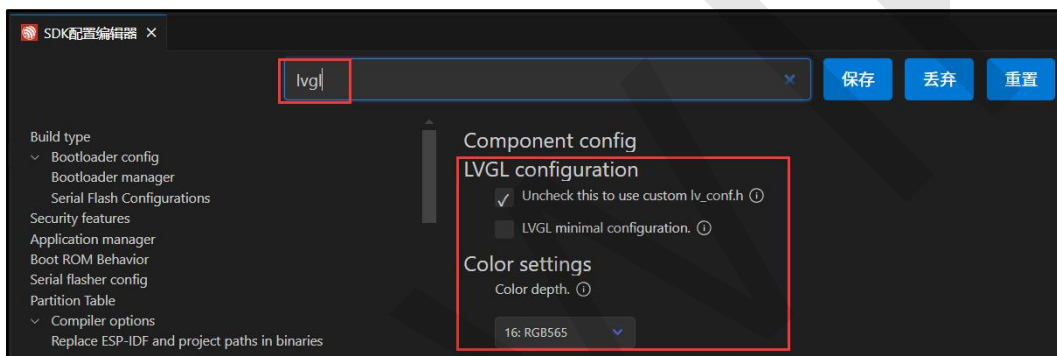 SDK配置编辑器
lvgl
保存
丢弃
重置
Build type
Bootloader config
Bootloader manager
Serial Flash Configurations
Security features
Application manager
Boot ROM Behavior
Serial flasher config
Partition Table
Compiler options
Replace ESP-IDF and project paths in binaries
Component config
LVGL configuration
Uncheck this to use custom lv_conf.h
LVGL minimal configuration.
Color settings
Color depth.
16: RGB565